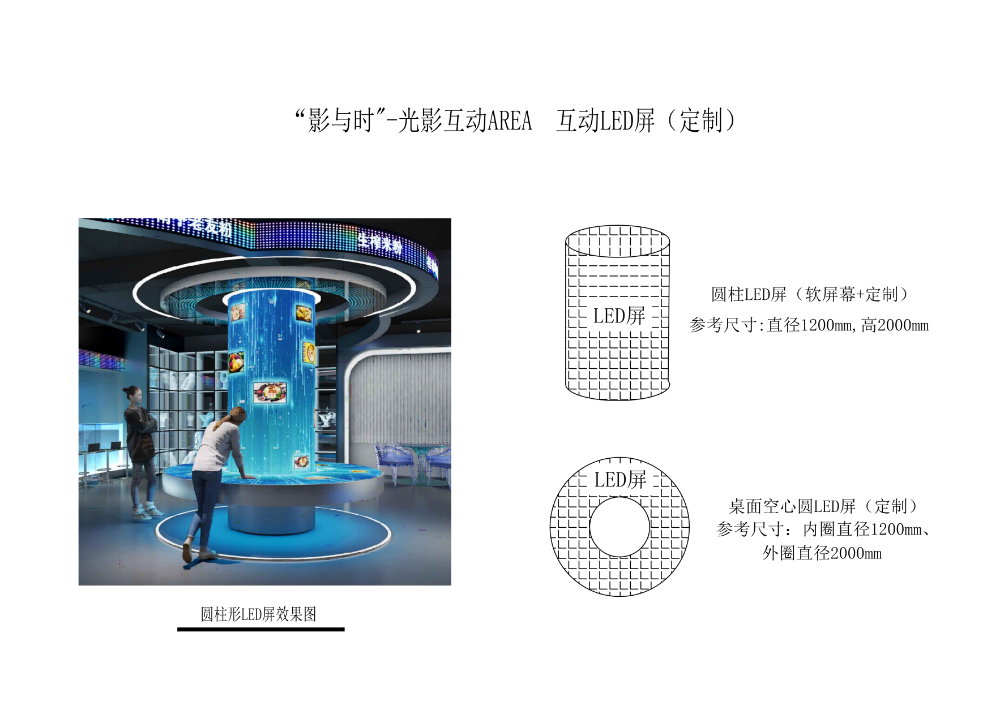 “影与时"-光影互动AREA 互动LED屏（定制）
老友粉
生榨米粉
LED屏
圆柱LED屏（软屏幕+定制）
参考尺寸:直径1200mm,高2000mm
LED屏
桌面空心圆LED屏（定制）
参考尺寸：内圈直径1200mm、
外圈直径2000mm
圆柱形LED屏效果图